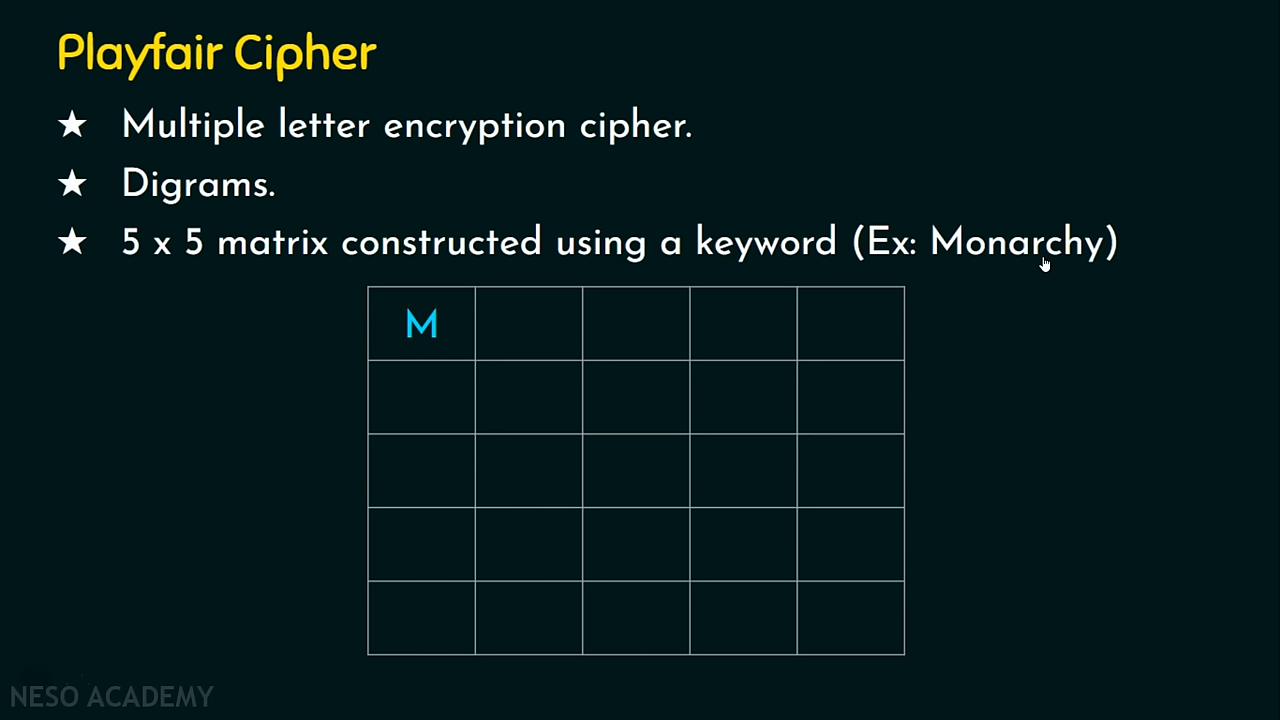 Playfair Cipher
★ Multiple letter encryption cipher.
★ Digrams.
★ 5 x 5 matrix constructed using a keyword (Ex: Monarchy)
M
NESO ACADEMY